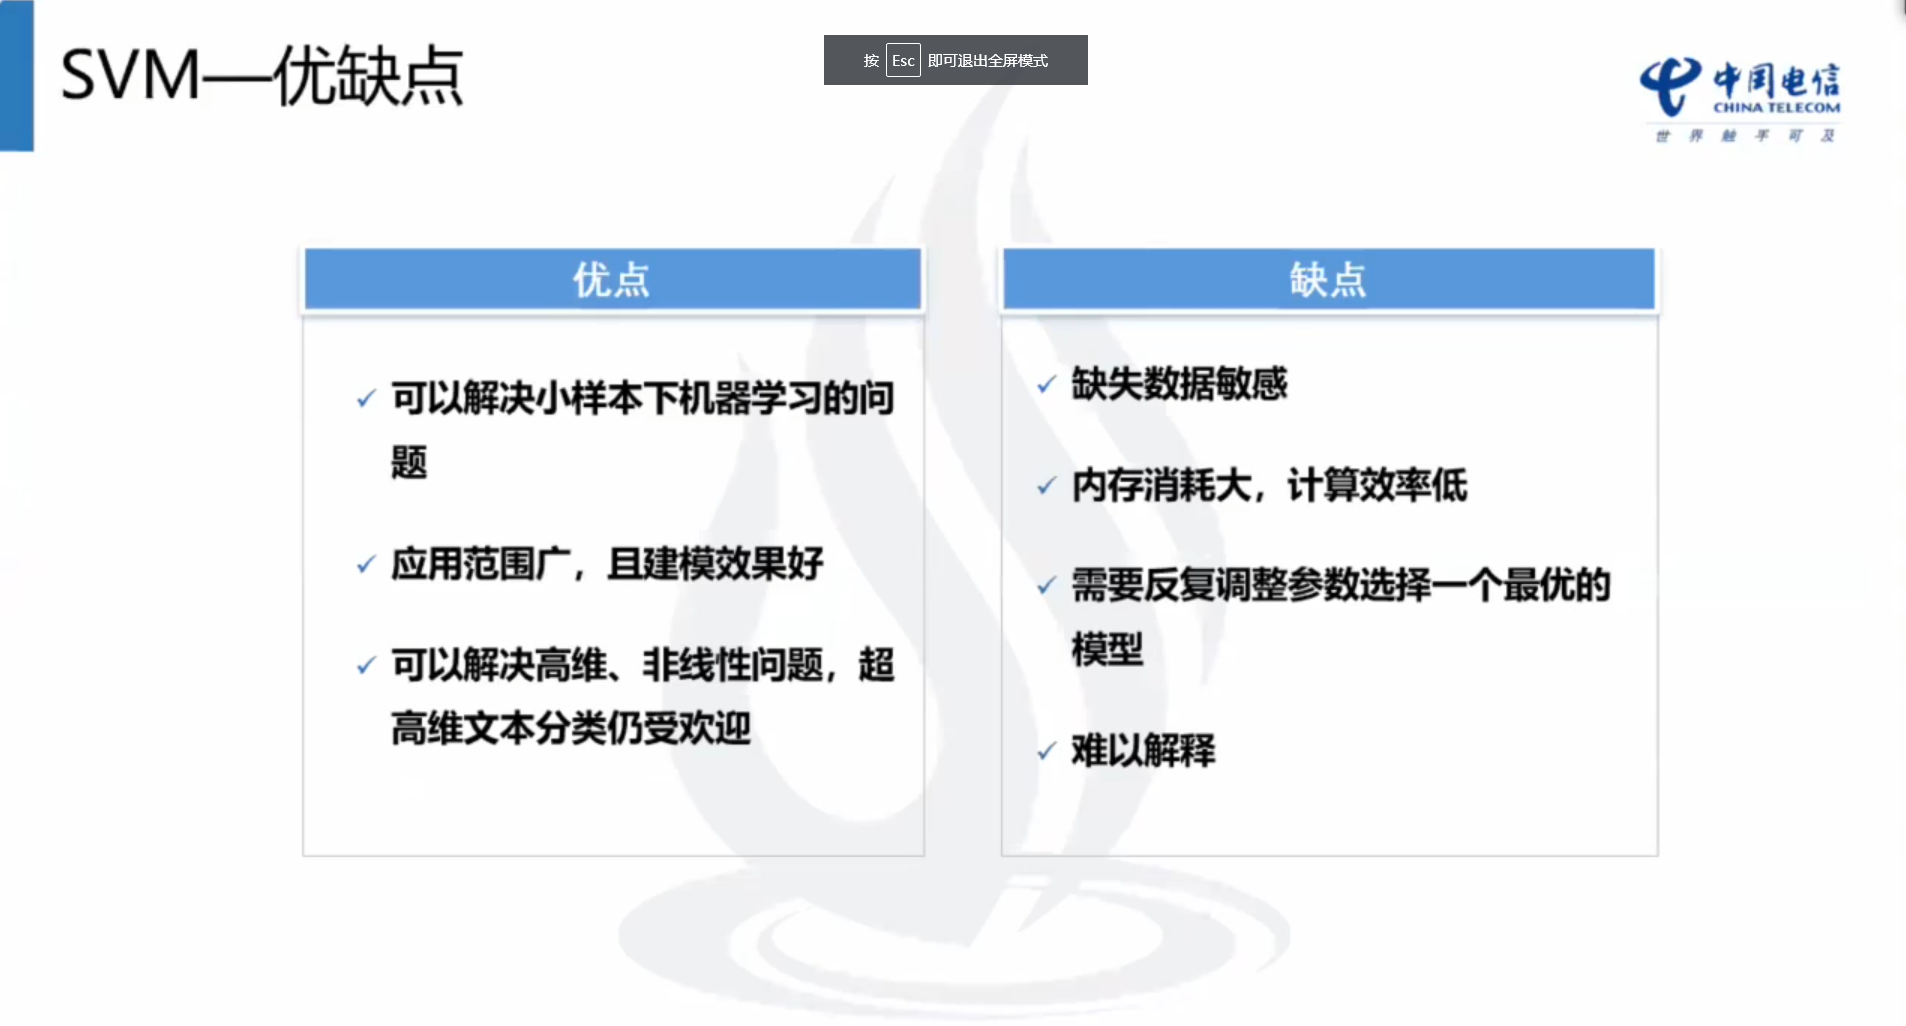 SVM—优缺点
按 Esc 即可退出全屏模式
中国电信
CHINA TELECOM
世界触手可及
优点
可以解决小样本下机器学习的问
题
应用范围广，且建模效果好
可以解决高维、非线性问题，超
高维文本分类仍受欢迎
缺点
缺失数据敏感
内存消耗大，计算效率低
需要反复调整参数选择一个最优的
模型
难以解释